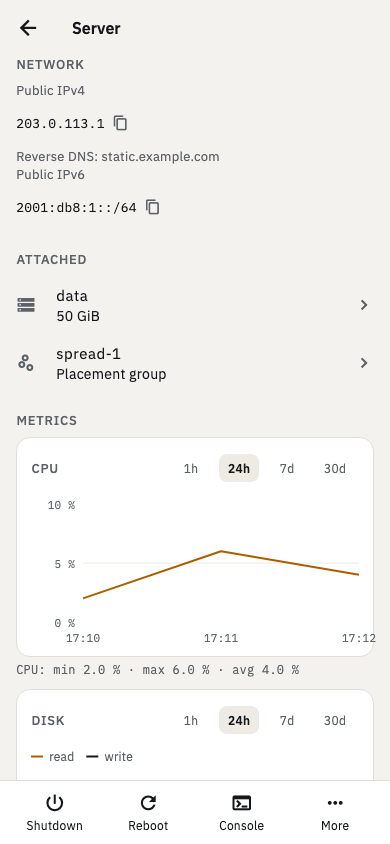 Server
NETWORK
Public IPv4
203.0.113.1
Reverse DNS: static.example.com
Public IPv6
2001:db8:1::/64
ATTACHED
data
50 GiB
spread-1
Placement group
METRICS
CPU 1h 24h 7d 30d
10 %
5 %
0 %
17:10 17:11 17:12
CPU: min 2.0 % · max 6.0 % · avg 4.0 %
DISK 1h 24h 7d 30d
read write
Shutdown Reboot Console More